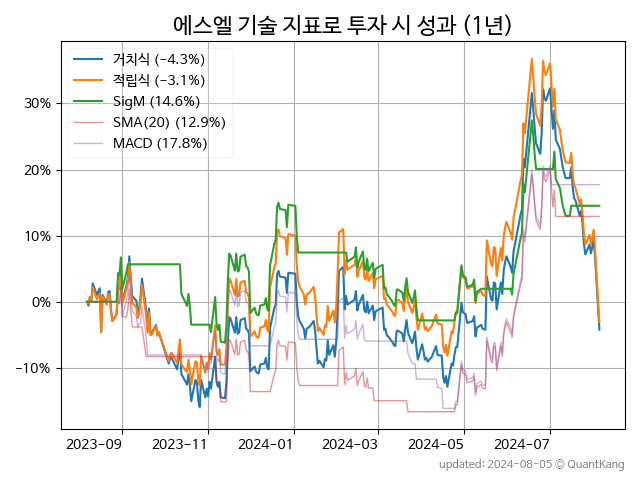 에스엘 기술 지표로 투자 시 성과 (1년)
거치식 (-4.3%)
적립식 (-3.1%)
SigM (14.6%)
SMA(20) (12.9%)
MACD (17.8%)
30%
20%
10%
0%
-10%
2023-09 2023-11 2024-01 2024-03 2024-05 2024-07
updated: 2024-08-05 © QuantKang